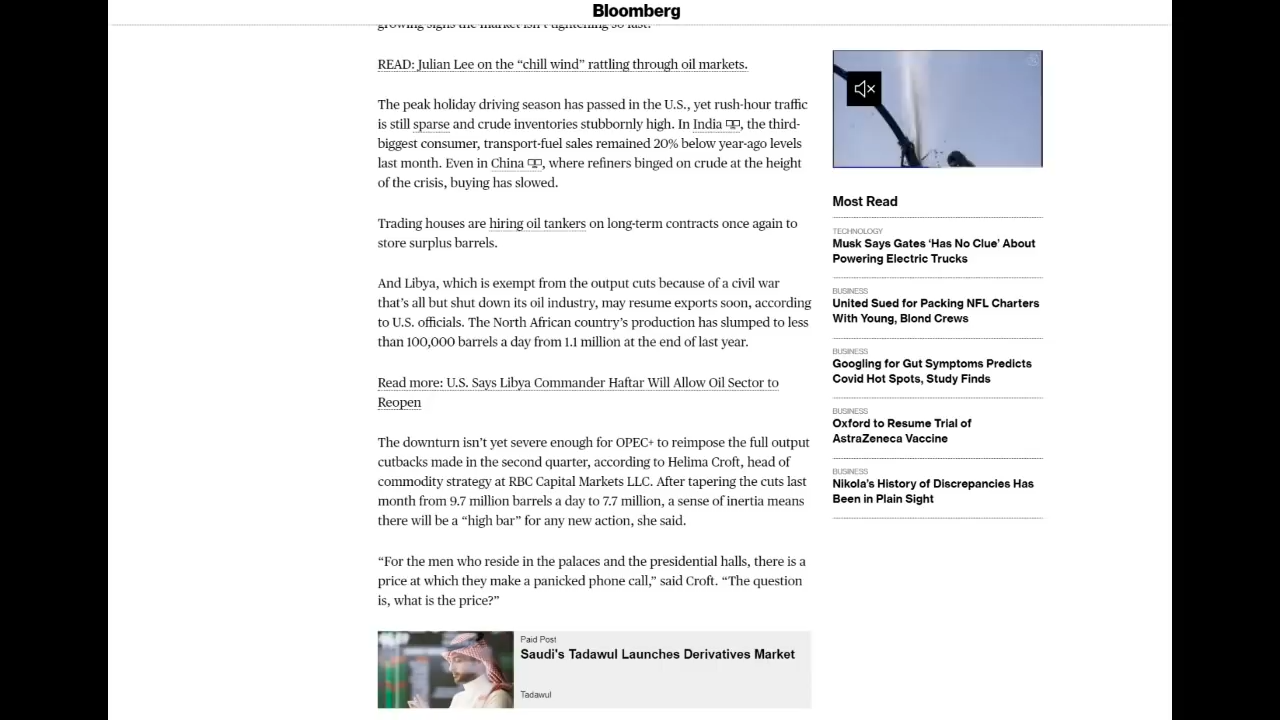 Bloomberg
growing signs the market isn't tightening so fast.
READ: Julian Lee on the “chill wind” rattling through oil markets.
The peak holiday driving season has passed in the U.S., yet rush-hour traffic
is still sparse and crude inventories stubbornly high. In India, the third-
biggest consumer, transport-fuel sales remained 20% below year-ago levels
last month. Even in China, where refiners binged on crude at the height
of the crisis, buying has slowed.
Trading houses are hiring oil tankers on long-term contracts once again to
store surplus barrels.
And Libya, which is exempt from the output cuts because of a civil war
that’s all but shut down its oil industry, may resume exports soon, according
to U.S. officials. The North African country’s production has slumped to less
than 100,000 barrels a day from 1.1 million at the end of last year.
Read more: U.S. Says Libya Commander Haftar Will Allow Oil Sector to
Reopen
The downturn isn’t yet severe enough for OPEC+ to reimpose the full output
cutbacks made in the second quarter, according to Helima Croft, head of
commodity strategy at RBC Capital Markets LLC. After tapering the cuts last
month from 9.7 million barrels a day to 7.7 million, a sense of inertia means
there will be a “high bar” for any new action, she said.
“For the men who reside in the palaces and the presidential halls, there is a
price at which they make a panicked phone call,” said Croft. “The question
is, what is the price?”
Paid Post
Saudi's Tadawul Launches Derivatives Market
Tadawul
Most Read
TECHNOLOGY
Musk Says Gates ‘Has No Clue’ About
Powering Electric Trucks
BUSINESS
United Sued for Packing NFL Charters
With Young, Blond Crews
BUSINESS
Googling for Gut Symptoms Predicts
Covid Hot Spots, Study Finds
BUSINESS
Oxford to Resume Trial of
AstraZeneca Vaccine
BUSINESS
Nikola’s History of Discrepancies Has
Been in Plain Sight